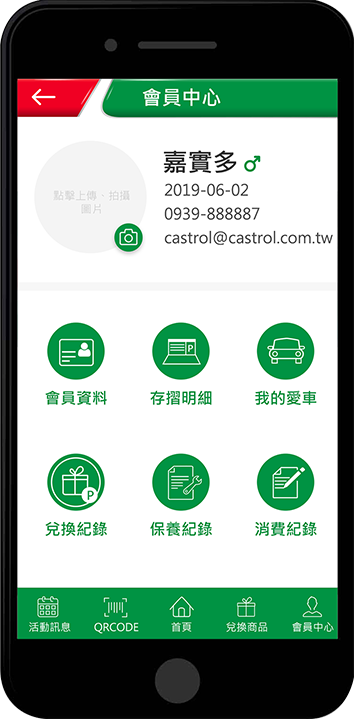 會員中心
嘉實多
點擊上傳．拍攝
圖片
2019-06-02
0939-888887
castrol@castrol.com.tw
會員資料
存摺明細
我的愛車
兌換紀錄
保養紀錄
消費紀錄
活動訊息
QRCODE
首頁
兌換商品
會員中心